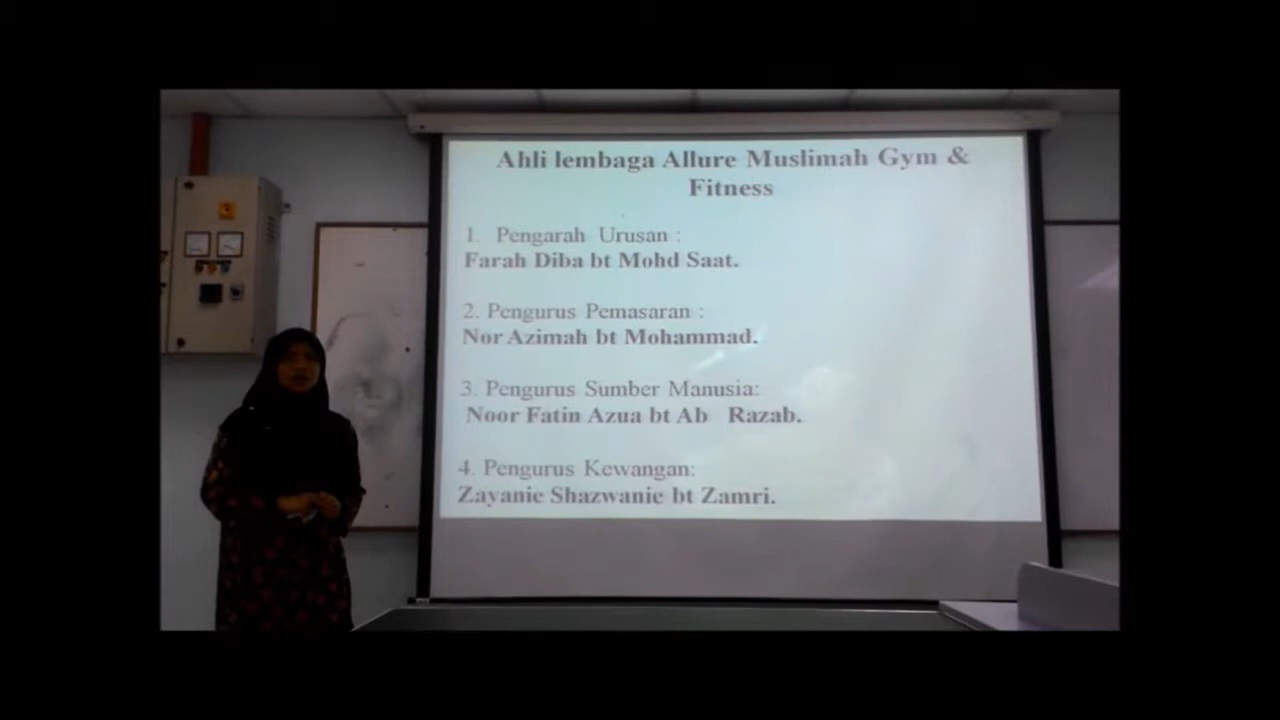 Ahli lembaga Allure Muslimah Gym &
Fitness
1. Pengarah Urusan :
Farah Diba bt Mohd Saat.
2. Pengurus Pemasaran :
Nor Azimah bt Mohammad.
3. Pengurus Sumber Manusia:
Noor Fatin Azua bt Ab Razab.
4. Pengurus Kewangan:
Zayanie Shazwanie bt Zamri.